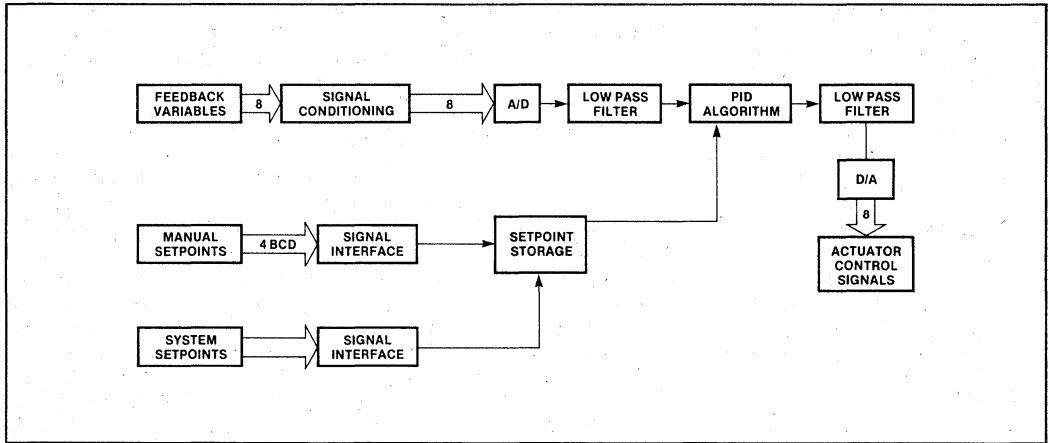 FEEDBACK
VARIABLES
8
SIGNAL
CONDITIONING
8
A/D
LOW PASS
FILTER
PID
ALGORITHM
LOW PASS
FILTER
D/A
8
ACTUATOR
CONTROL
SIGNALS
MANUAL
SETPOINTS
4 BCD
SIGNAL
INTERFACE
SETPOINT
STORAGE
SYSTEM
SETPOINTS
SIGNAL
INTERFACE